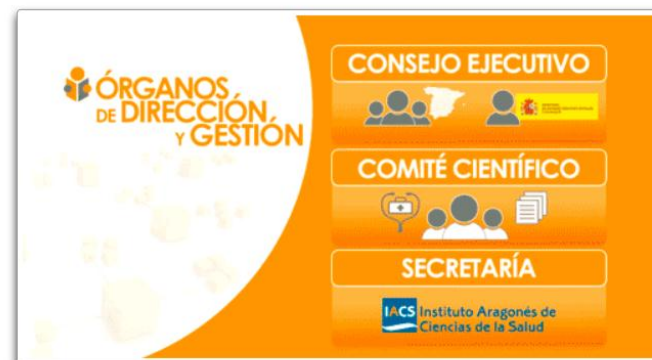 ÓRGANOS
DE DIRECCIÓN
Y GESTIÓN
CONSEJO EJECUTIVO
COMITÉ CIENTÍFICO
SECRETARÍA
IACS Instituto Aragonés de
Ciencias de la Salud